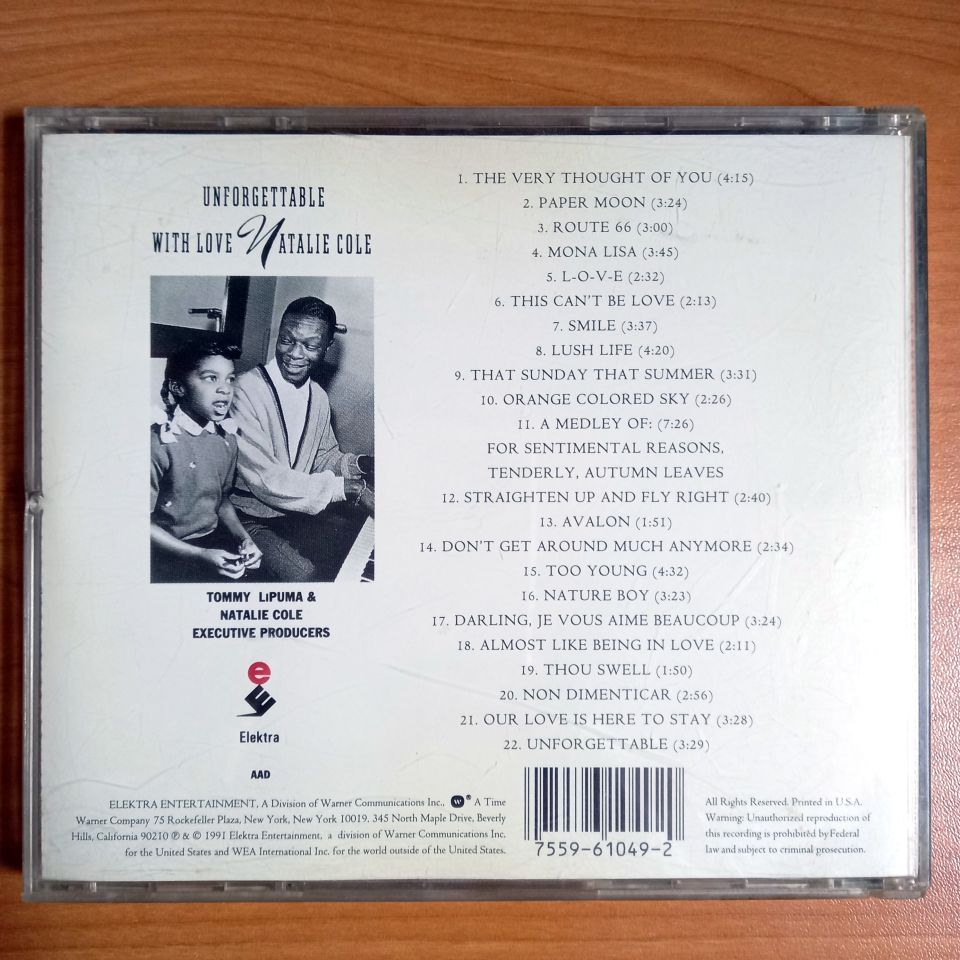 UNFORGETTABLE
WITH LOVE NATALIE COLE
TOMMY LiPUMA &
NATALIE COLE
EXECUTIVE PRODUCERS
e
E
Elektra
AAD
1. THE VERY THOUGHT OF YOU (4:15)
2. PAPER MOON (3:24)
3. ROUTE 66 (3:00)
4. MONA LISA (3:45)
5. L-O-V-E (2:32)
6. THIS CAN'T BE LOVE (2:13)
7. SMILE (3:37)
8. LUSH LIFE (4:20)
9. THAT SUNDAY THAT SUMMER (3:31)
10. ORANGE COLORED SKY (2:26)
11. A MEDLEY OF: (7:26)
FOR SENTIMENTAL REASONS,
TENDERLY, AUTUMN LEAVES
12. STRAIGHTEN UP AND FLY RIGHT (2:40)
13. AVALON (1:51)
14. DON'T GET AROUND MUCH ANYMORE (2:34)
15. TOO YOUNG (4:32)
16. NATURE BOY (3:23)
17. DARLING, JE VOUS AIME BEAUCOUP (3:24)
18. ALMOST LIKE BEING IN LOVE (2:11)
19. THOU SWELL (1:50)
20. NON DIMENTICAR (2:56)
21. OUR LOVE IS HERE TO STAY (3:28)
22. UNFORGETTABLE (3:29)
ELEKTRA ENTERTAINMENT, A Division of Warner Communications Inc., W ® A Time
Warner Company 75 Rockefeller Plaza, New York, New York 10019. 345 North Maple Drive, Beverly
Hills, California 90210 ℗ & © 1991 Elektra Entertainment, a division of Warner Communications Inc.
for the United States and WEA International Inc. for the world outside of the United States.
7559-61049-2
All Rights Reserved. Printed in U.S.A.
Warning: Unauthorized reproduction of
this recording is prohibited by Federal
law and subject to criminal prosecution.